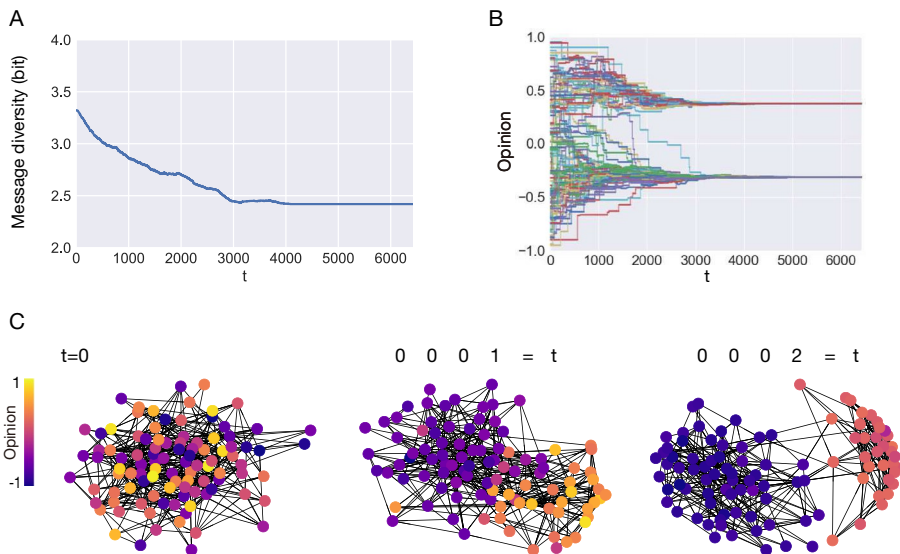 A
Message diversity (bit)
4.0
3.5
3.0
2.5
2.0
0 1000 2000 3000 4000 5000 6000
t
B
Opinion
1.0
0.5
0.0
−0.5
−1.0
0 1000 2000 3000 4000 5000 6000
t
C
t=0
0 0 0 1 = t
0 0 0 2 = t
Opinion
1
-1